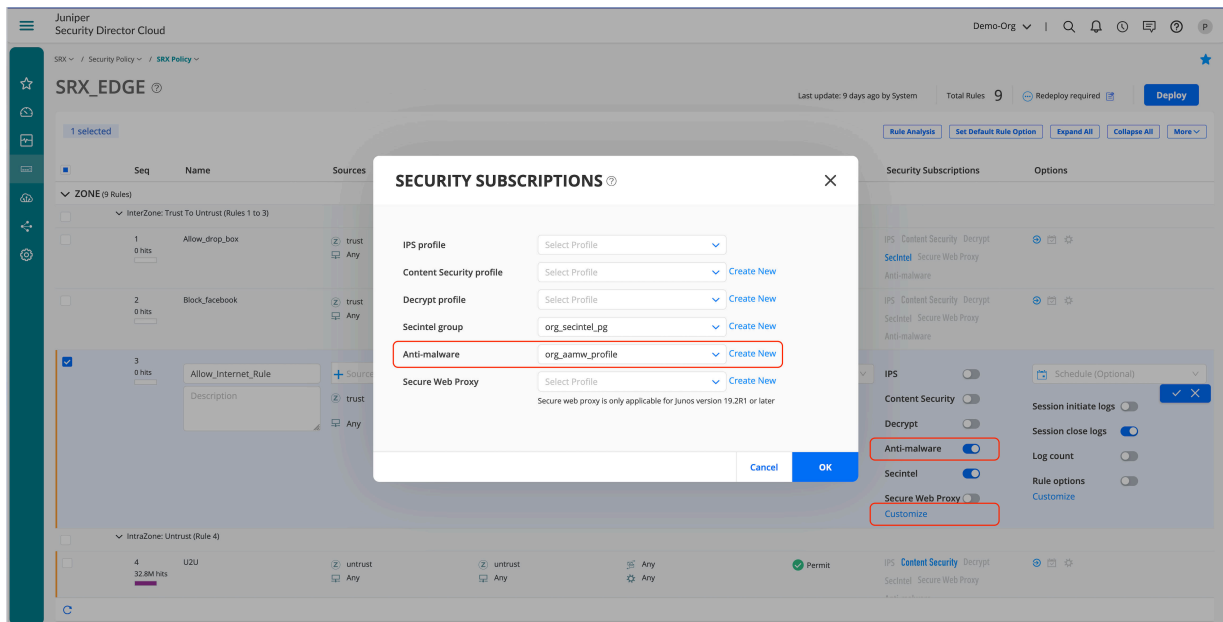 Juniper
Security Director Cloud
Demo-Org
P
SRX / Security Policy / SRX Policy
SRX_EDGE
Last update: 9 days ago by System
Total Rules 9
Redeploy required
Deploy
1 selected
Rule Analysis
Set Default Rule Option
Expand All
Collapse All
More
Seq Name Sources Security Subscriptions Options
ZONE (9 Rules)
InterZone: Trust To Untrust (Rules 1 to 3)
1 Allow_drop_box trust IPS Content Security Decrypt
0 hits Any SecIntel Secure Web Proxy
Anti-malware
2 Block_facebook trust IPS Content Security Decrypt
0 hits Any SecIntel Secure Web Proxy
Anti-malware
3
0 hits Allow_Internet_Rule Source
Description
trust
Any
IPS
Content Security
Decrypt
Anti-malware
Secintel
Secure Web Proxy
Customize
Schedule (Optional)
Session initiate logs
Session close logs
Log count
Rule options
Customize
SECURITY SUBSCRIPTIONS
IPS profile Select Profile
Content Security profile Select Profile Create New
Decrypt profile Select Profile Create New
Secintel group org_secintel_pg Create New
Anti-malware org_aamw_profile Create New
Secure Web Proxy Select Profile Create New
Secure web proxy is only applicable for Junos version 19.2R1 or later
Cancel
OK
IntraZone: Untrust (Rule 4)
4 U2U untrust untrust Any Permit IPS Content Security Decrypt
32.8M hits Any Any Any SecIntel Secure Web Proxy